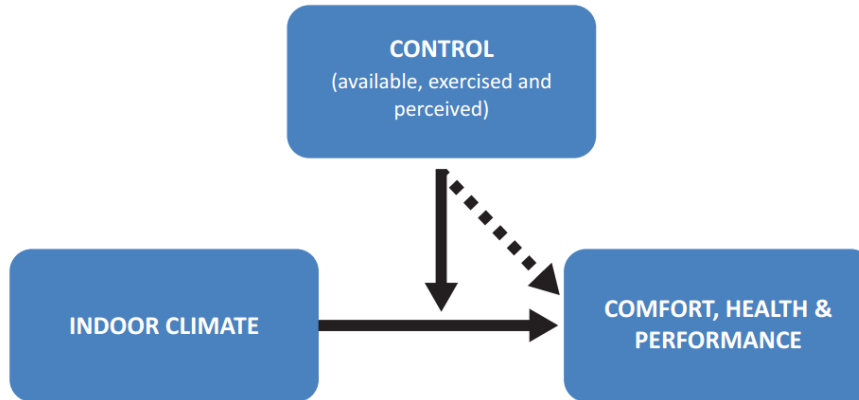 CONTROL
(available, exercised and
perceived)
INDOOR CLIMATE
COMFORT, HEALTH &
PERFORMANCE